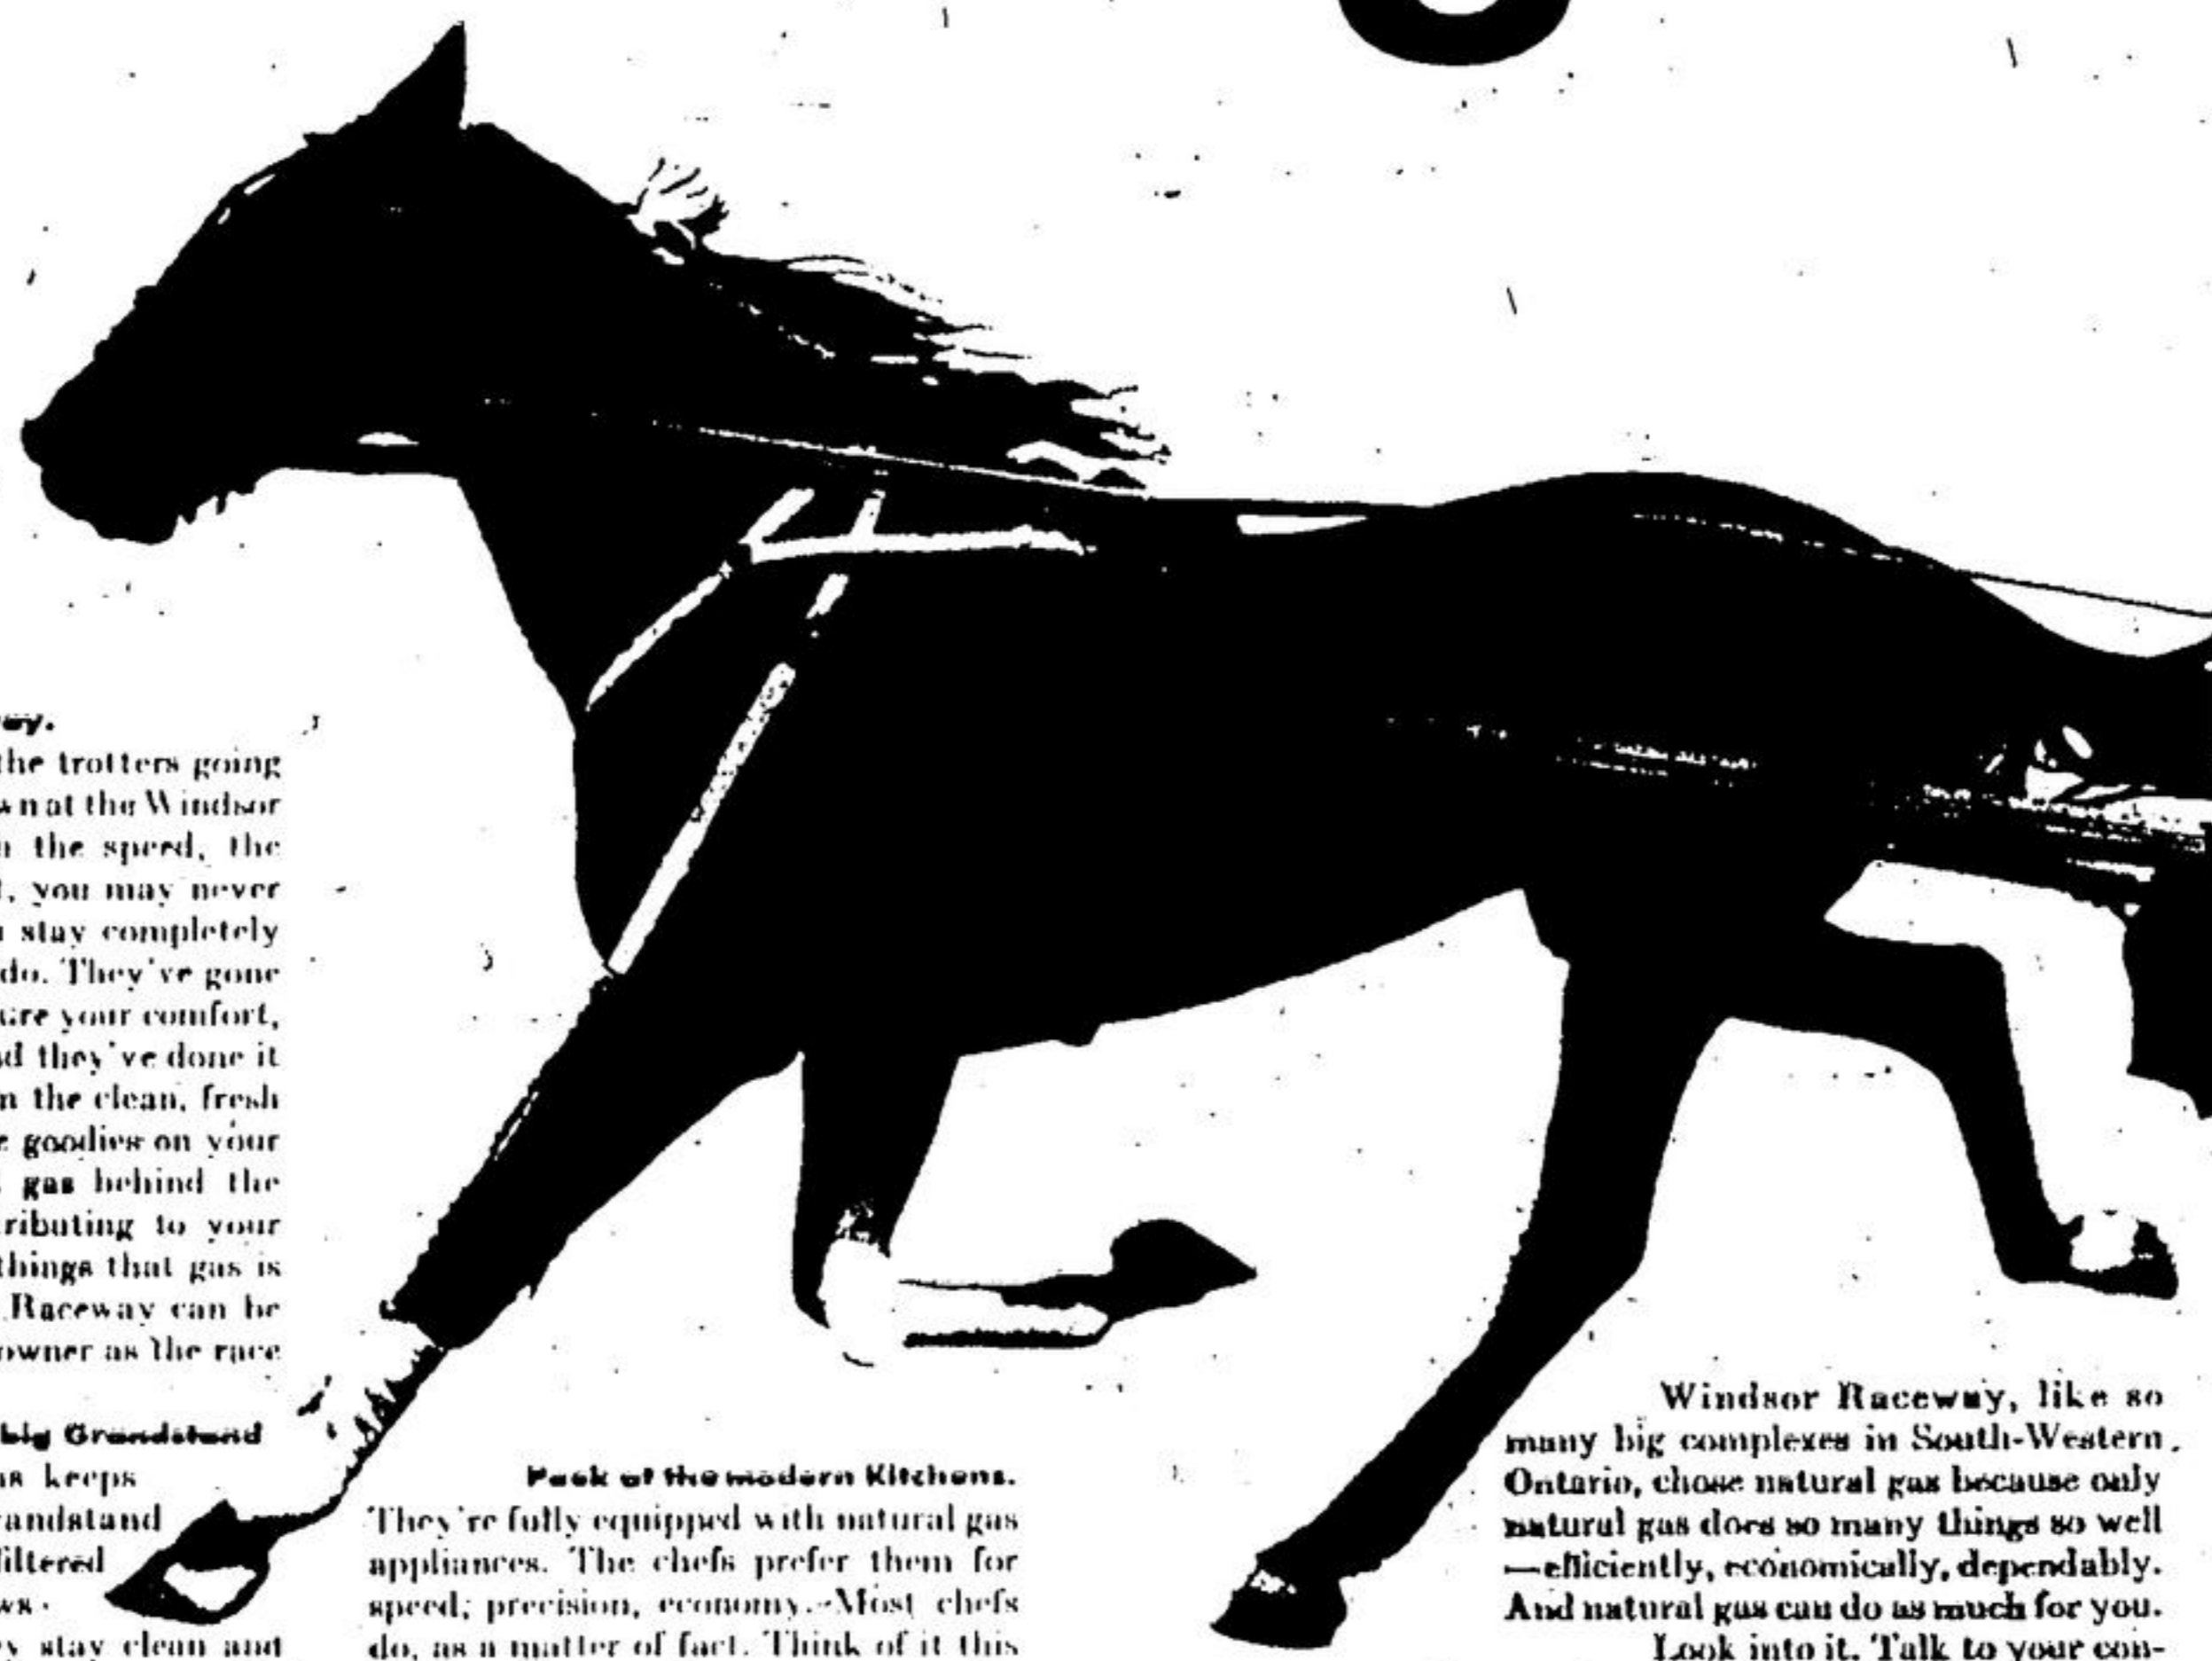 the trotters going
at the Windsor
the speed, the
you may never
stay completely
do. They've gone
your comfort,
they've done it
the clean, fresh
goodies on your
gas behind the
to your
things that gas is
Raceway can be
owner as the race
big Grandstand
keeps
stay clean and
Peek at the modern Kitchens.
They're fully equipped with natural gas
appliances. The chefs prefer them for
speed, precision, economy. Most chefs
do, as a matter of fact. Think of it this
Windsor Raceway, like so
many big complexes in South-Western
Ontario, chose natural gas because only
natural gas does so many things so well
—efficiently, economically, dependably.
And natural gas can do as much for you.
Look into it. Talk to your con-